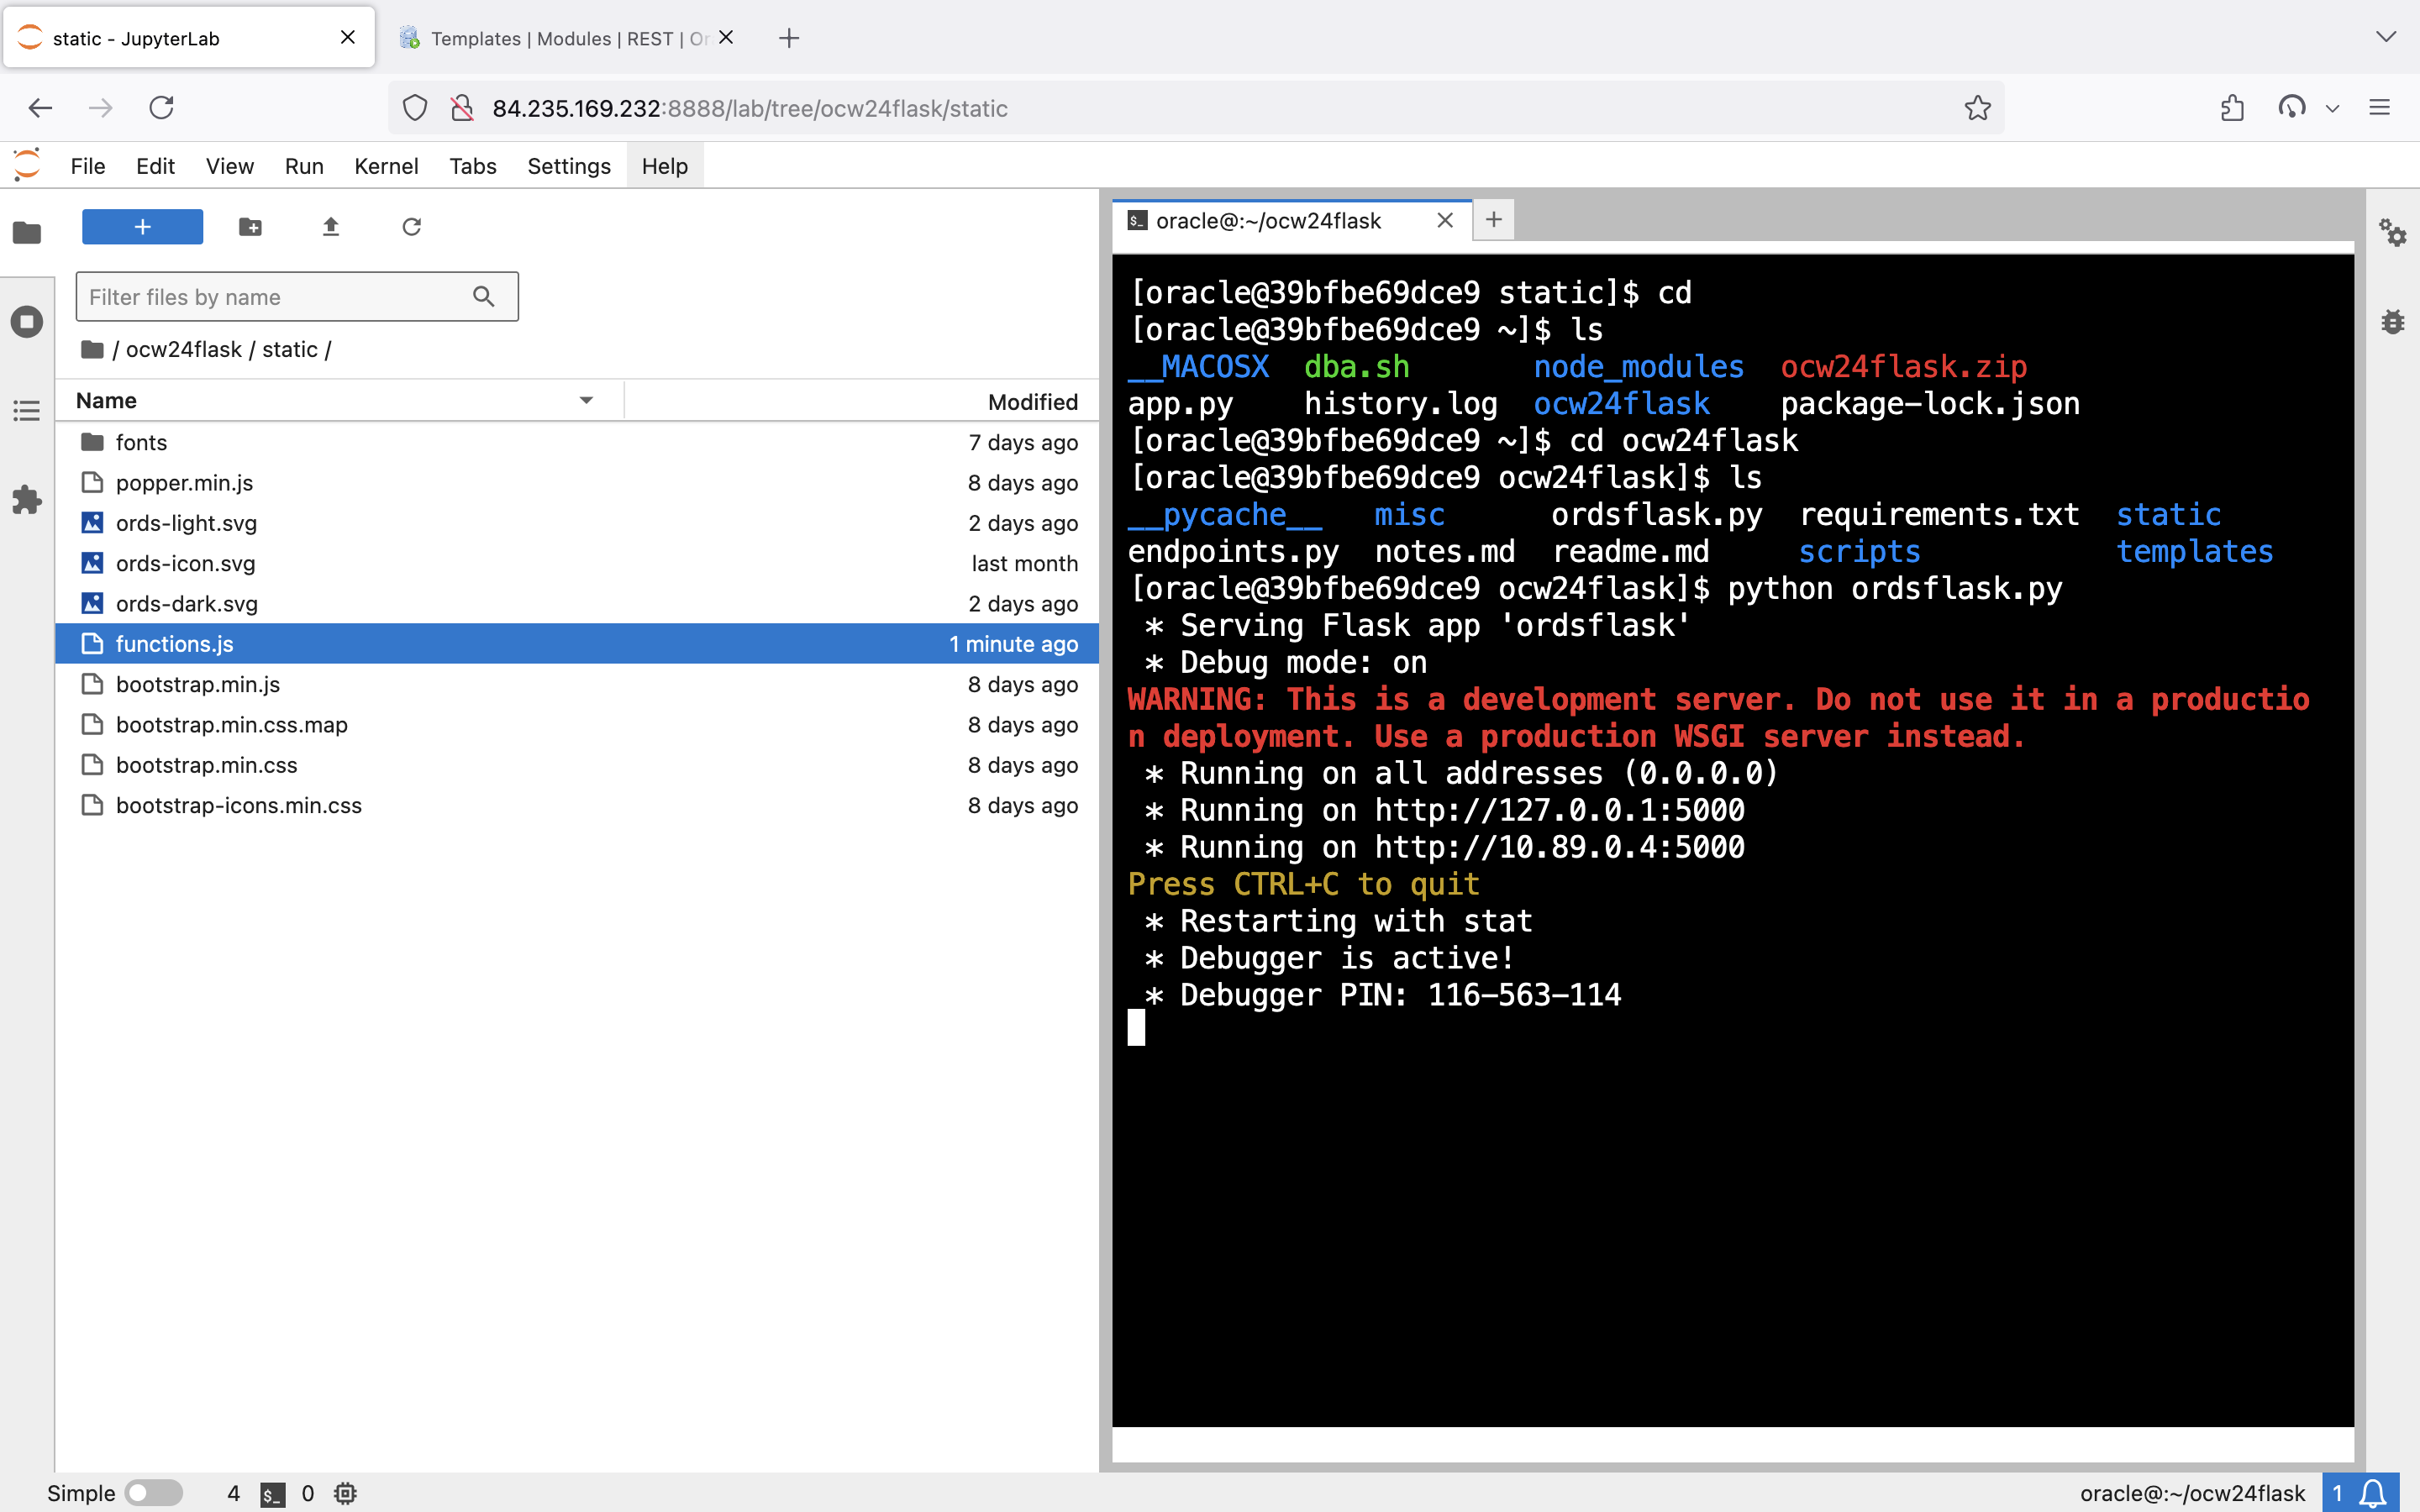 static - JupyterLab
Templates | Modules | REST | Or
84.235.169.232:8888/lab/tree/ocw24flask/static
File Edit View Run Kernel Tabs Settings Help
Filter files by name
/ ocw24flask / static /
Name Modified
fonts 7 days ago
popper.min.js 8 days ago
ords-light.svg 2 days ago
ords-icon.svg last month
ords-dark.svg 2 days ago
functions.js 1 minute ago
bootstrap.min.js 8 days ago
bootstrap.min.css.map 8 days ago
bootstrap.min.css 8 days ago
bootstrap-icons.min.css 8 days ago
oracle@:~/ocw24flask
[oracle@39bfbe69dce9 static]$ cd
[oracle@39bfbe69dce9 ~]$ ls
__MACOSX dba.sh node_modules ocw24flask.zip
app.py history.log ocw24flask package-lock.json
[oracle@39bfbe69dce9 ~]$ cd ocw24flask
[oracle@39bfbe69dce9 ocw24flask]$ ls
__pycache__ misc ordsflask.py requirements.txt static
endpoints.py notes.md readme.md scripts templates
[oracle@39bfbe69dce9 ocw24flask]$ python ordsflask.py
* Serving Flask app 'ordsflask'
* Debug mode: on
WARNING: This is a development server. Do not use it in a productio
n deployment. Use a production WSGI server instead.
* Running on all addresses (0.0.0.0)
* Running on http://127.0.0.1:5000
* Running on http://10.89.0.4:5000
Press CTRL+C to quit
* Restarting with stat
* Debugger is active!
* Debugger PIN: 116-563-114
Simple 4 $_ 0
oracle@:~/ocw24flask 1